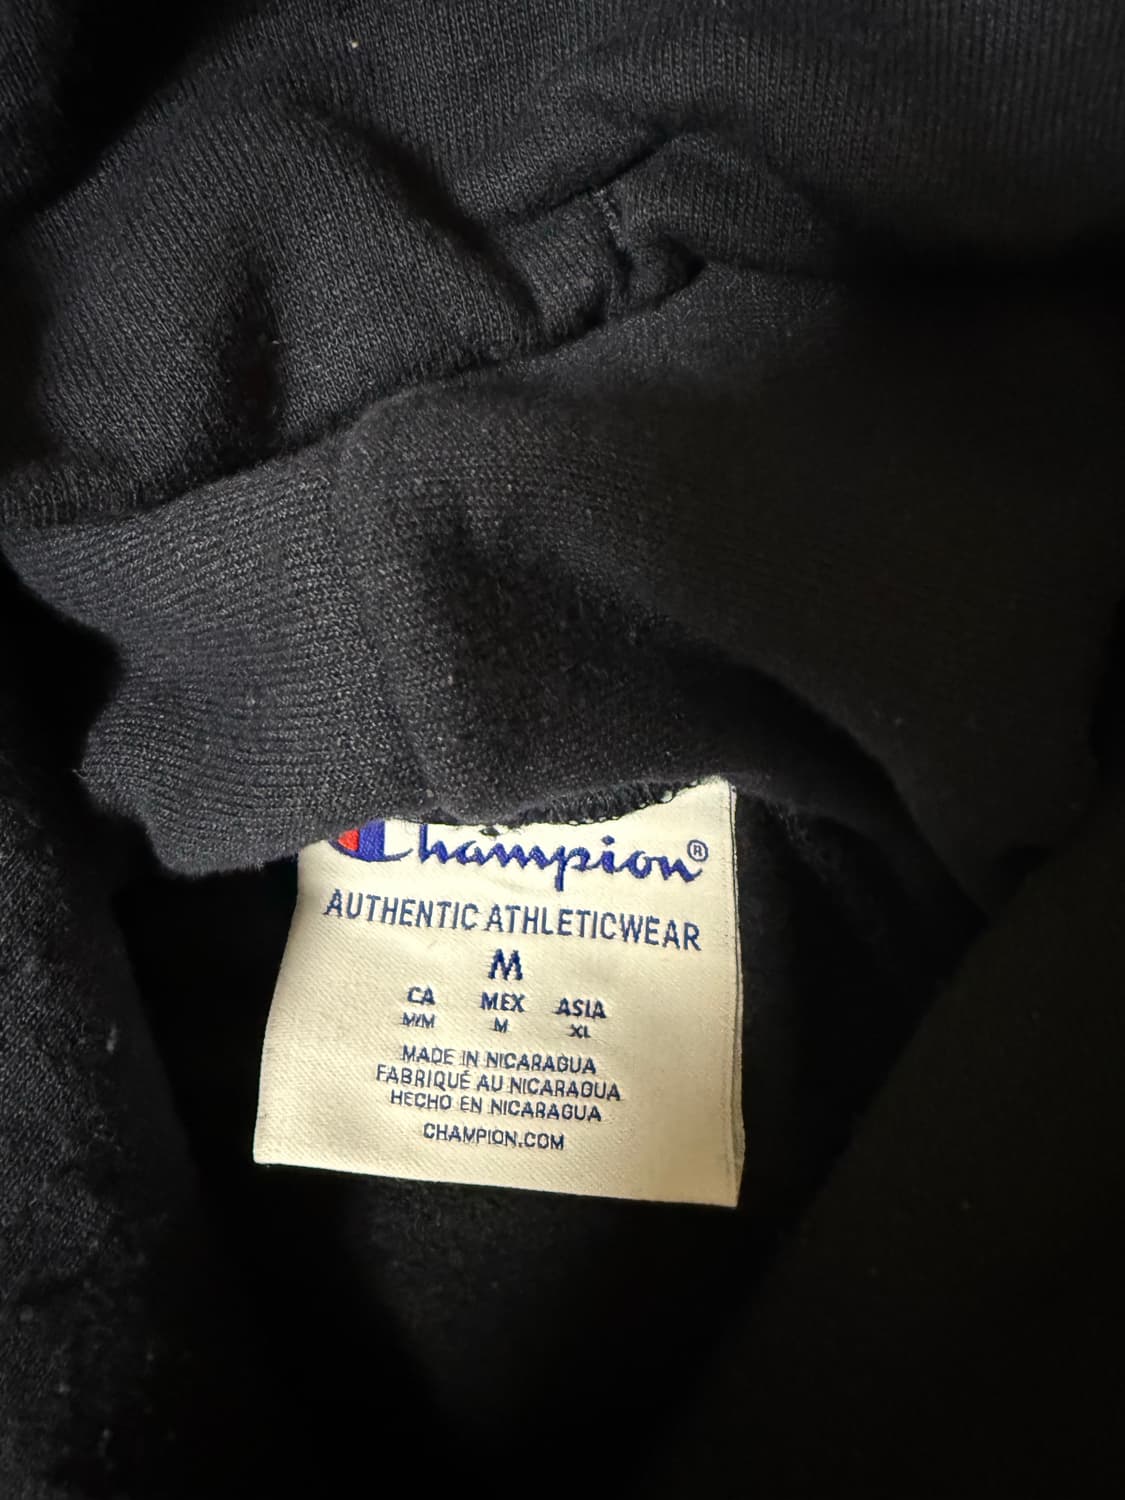 Champion®
AUTHENTIC ATHLETICWEAR
M
CA MEX ASIA
M/M M XL
MADE IN NICARAGUA
FABRIQUÉ AU NICARAGUA
HECHO EN NICARAGUA
CHAMPION.COM